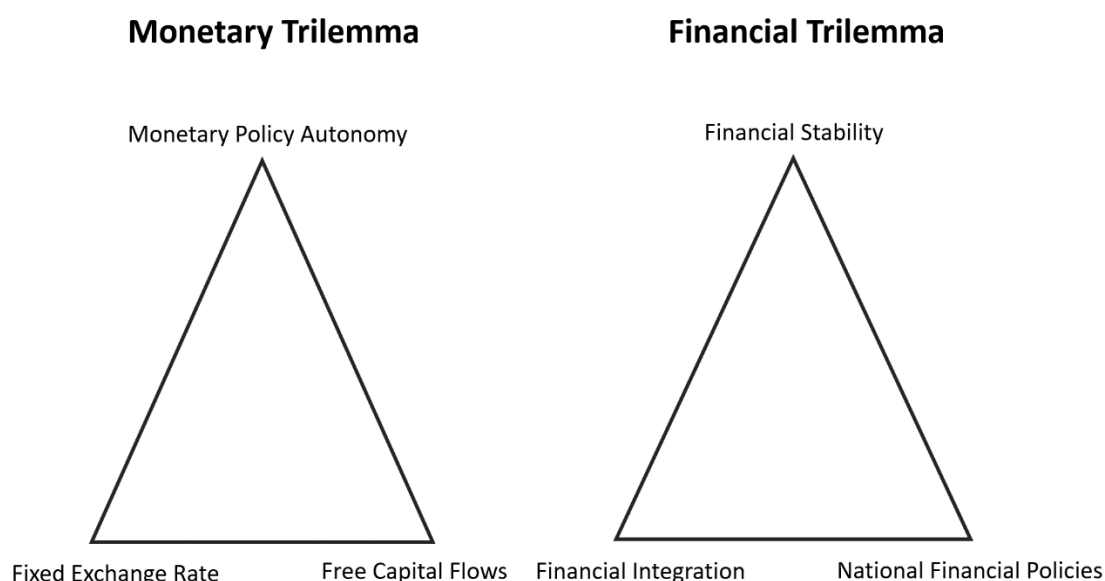 Monetary Trilemma
Financial Trilemma
Monetary Policy Autonomy
Financial Stability
Fixed Exchange Rate
Free Capital Flows
Financial Integration
National Financial Policies